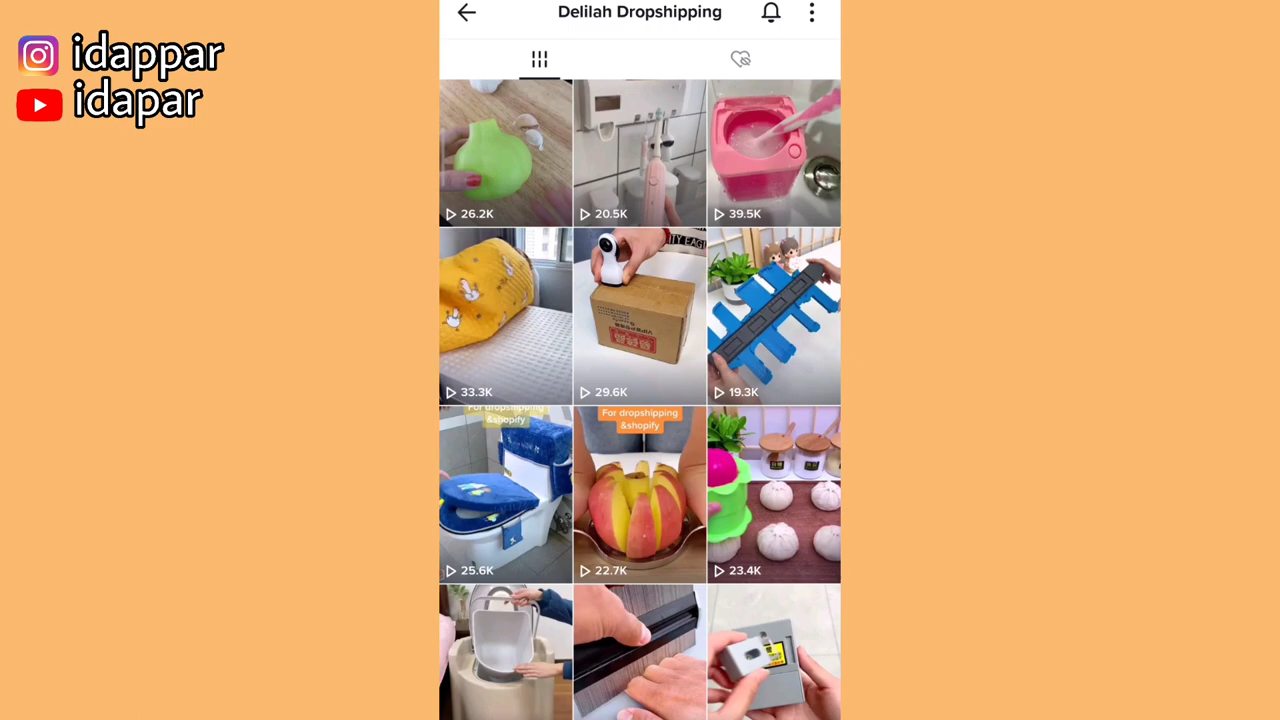 idappar
idapar
Delilah Dropshipping
26.2K
20.5K
39.5K
33.3K
29.6K
19.3K
For dropshipping
&shopify
25.6K
For dropshipping
&shopify
22.7K
23.4K